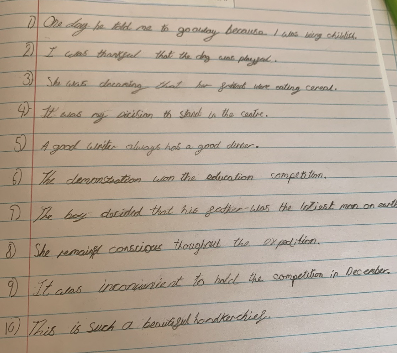 1) One day he told me to go away because I was very childish.
2) I was thankful that the day was played.
3) She was dreaming that her father were eating cereal.
4) It was my decision to stand in the centre.
5) A good writer always has a good diner.
6) The demonstration won the education competition.
7) The boy decided that his father was the laziest man on earth
8) She remained conscious thoughout the expedition.
9) It was inconvenient to hold the competition in December.
10) This is such a beautiful handkerchief.